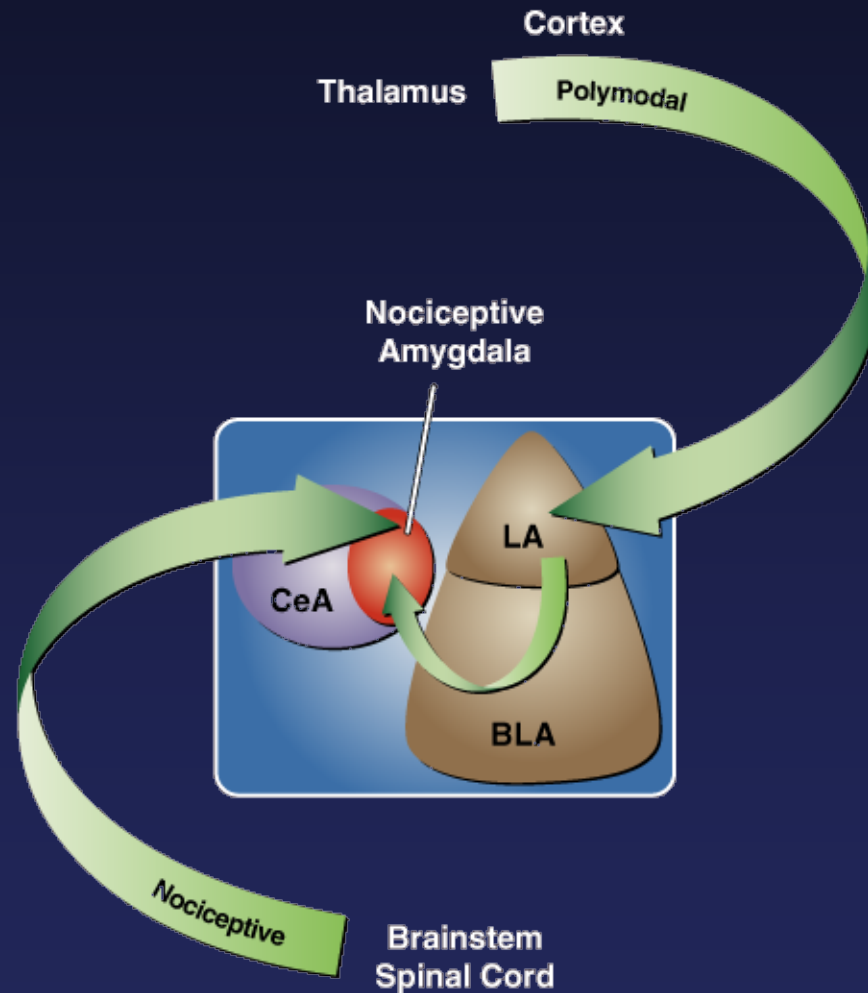 Cortex
Thalamus
Polymodal
Nociceptive
Amygdala
LA
CeA
BLA
Nociceptive
Brainstem
Spinal Cord